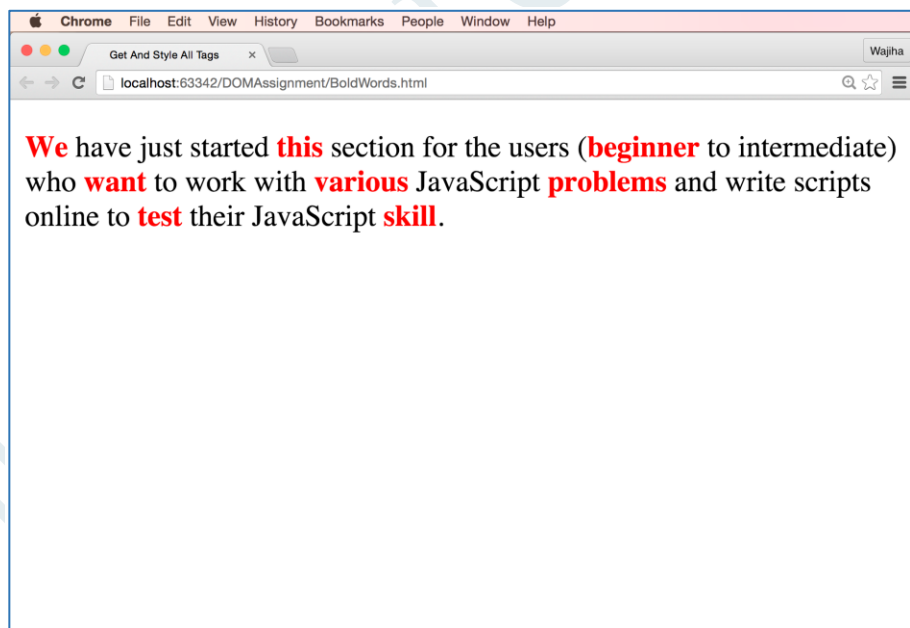 Chrome File Edit View History Bookmarks People Window Help
Get And Style All Tags ×
Wajiha
localhost:63342/DOMAssignment/BoldWords.html
We have just started this section for the users (beginner to intermediate)
who want to work with various JavaScript problems and write scripts
online to test their JavaScript skill.